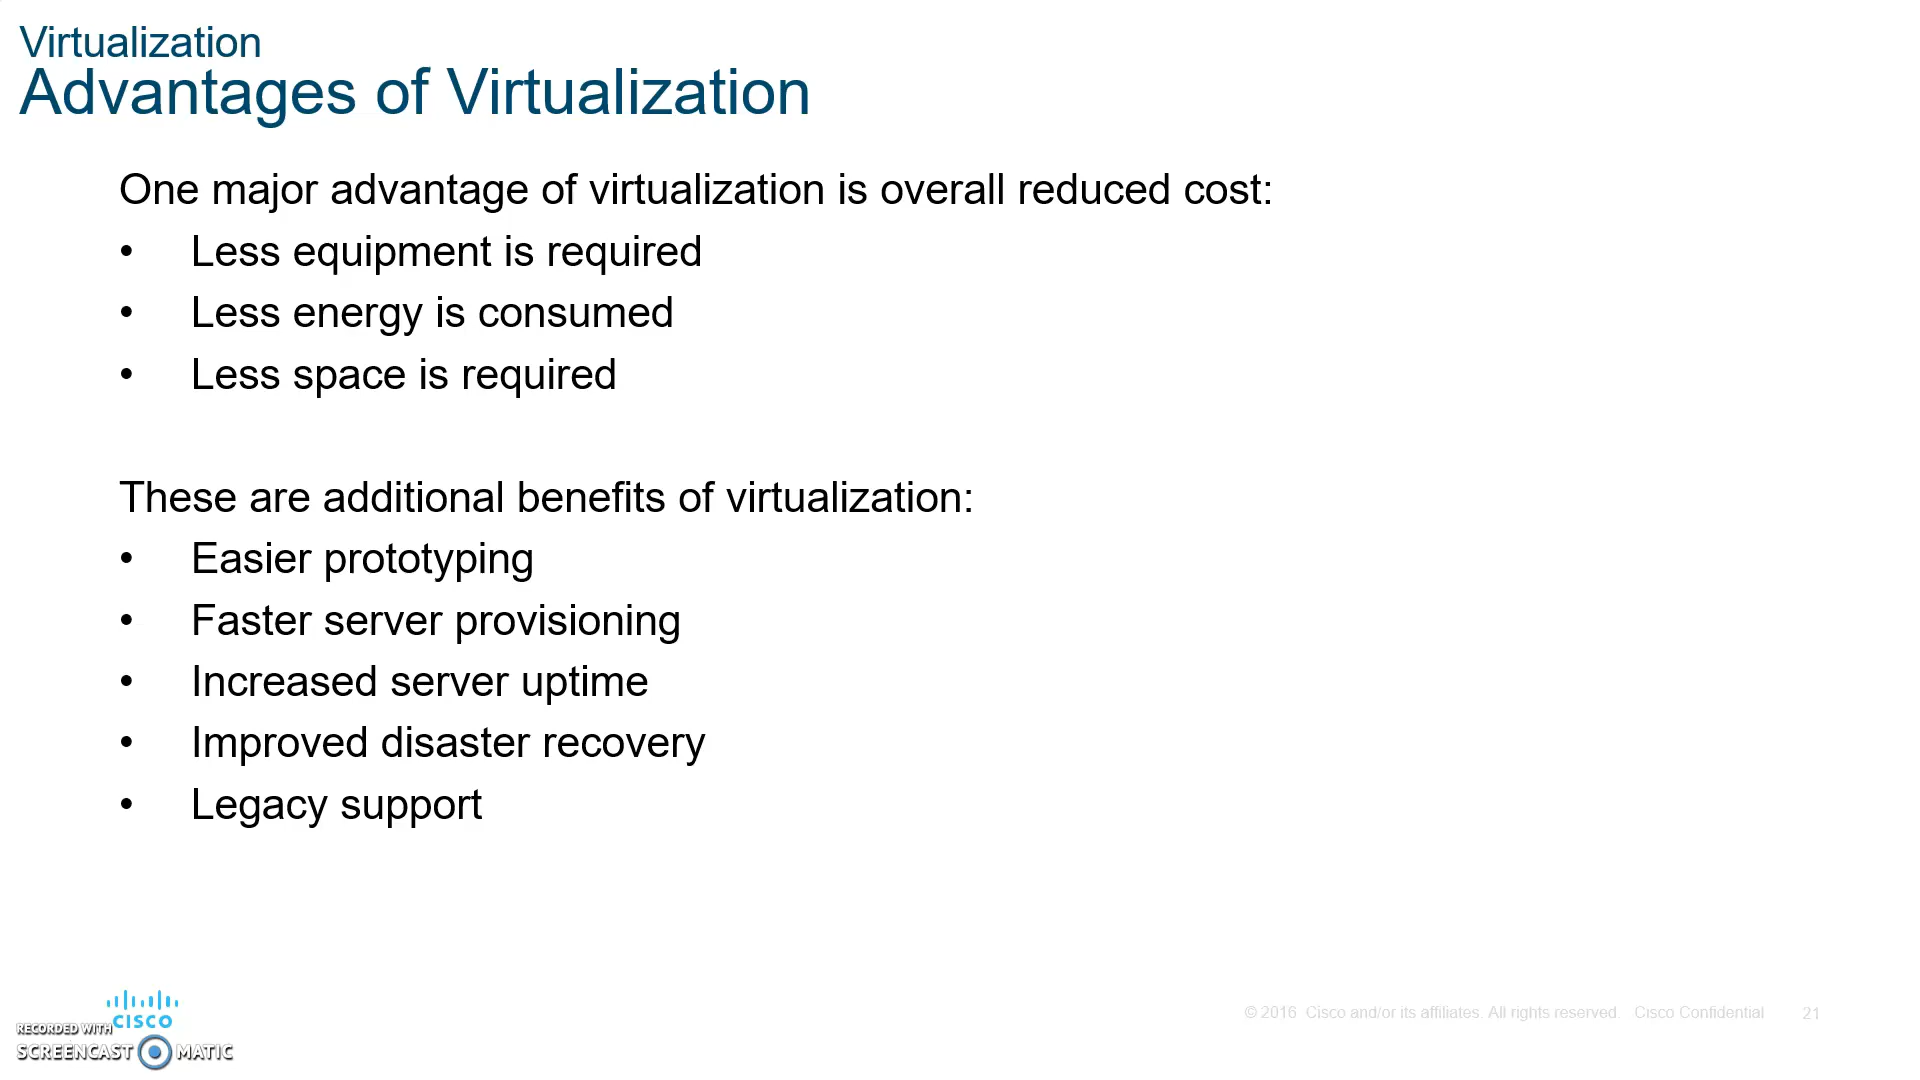 Virtualization
Advantages of Virtualization
One major advantage of virtualization is overall reduced cost:
• Less equipment is required
• Less energy is consumed
• Less space is required
These are additional benefits of virtualization:
• Easier prototyping
• Faster server provisioning
• Increased server uptime
• Improved disaster recovery
• Legacy support
CISCO
© 2016 Cisco and/or its affiliates. All rights reserved. Cisco Confidential 21
RECORDED WITH
SCREENCAST MATIC